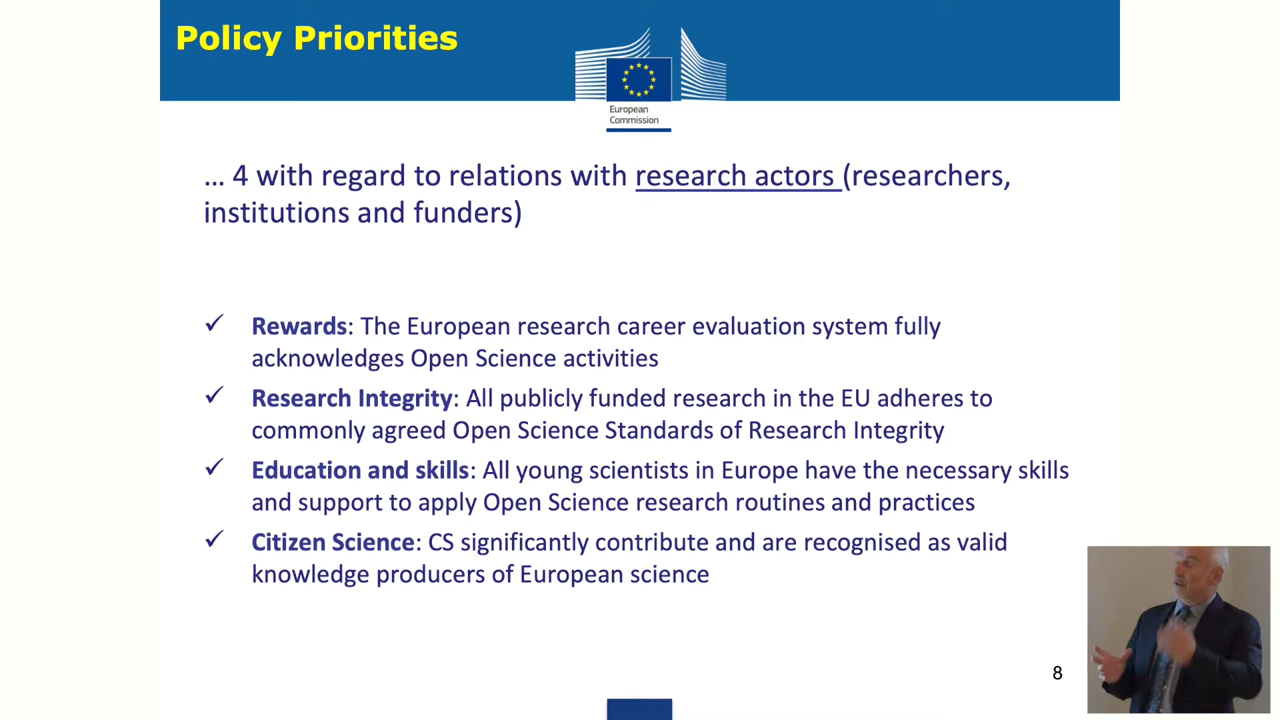 Policy Priorities
European
Commission
... 4 with regard to relations with research actors (researchers,
institutions and funders)
✓ Rewards: The European research career evaluation system fully
acknowledges Open Science activities
✓ Research Integrity: All publicly funded research in the EU adheres to
commonly agreed Open Science Standards of Research Integrity
✓ Education and skills: All young scientists in Europe have the necessary skills
and support to apply Open Science research routines and practices
✓ Citizen Science: CS significantly contribute and are recognised as valid
knowledge producers of European science
8